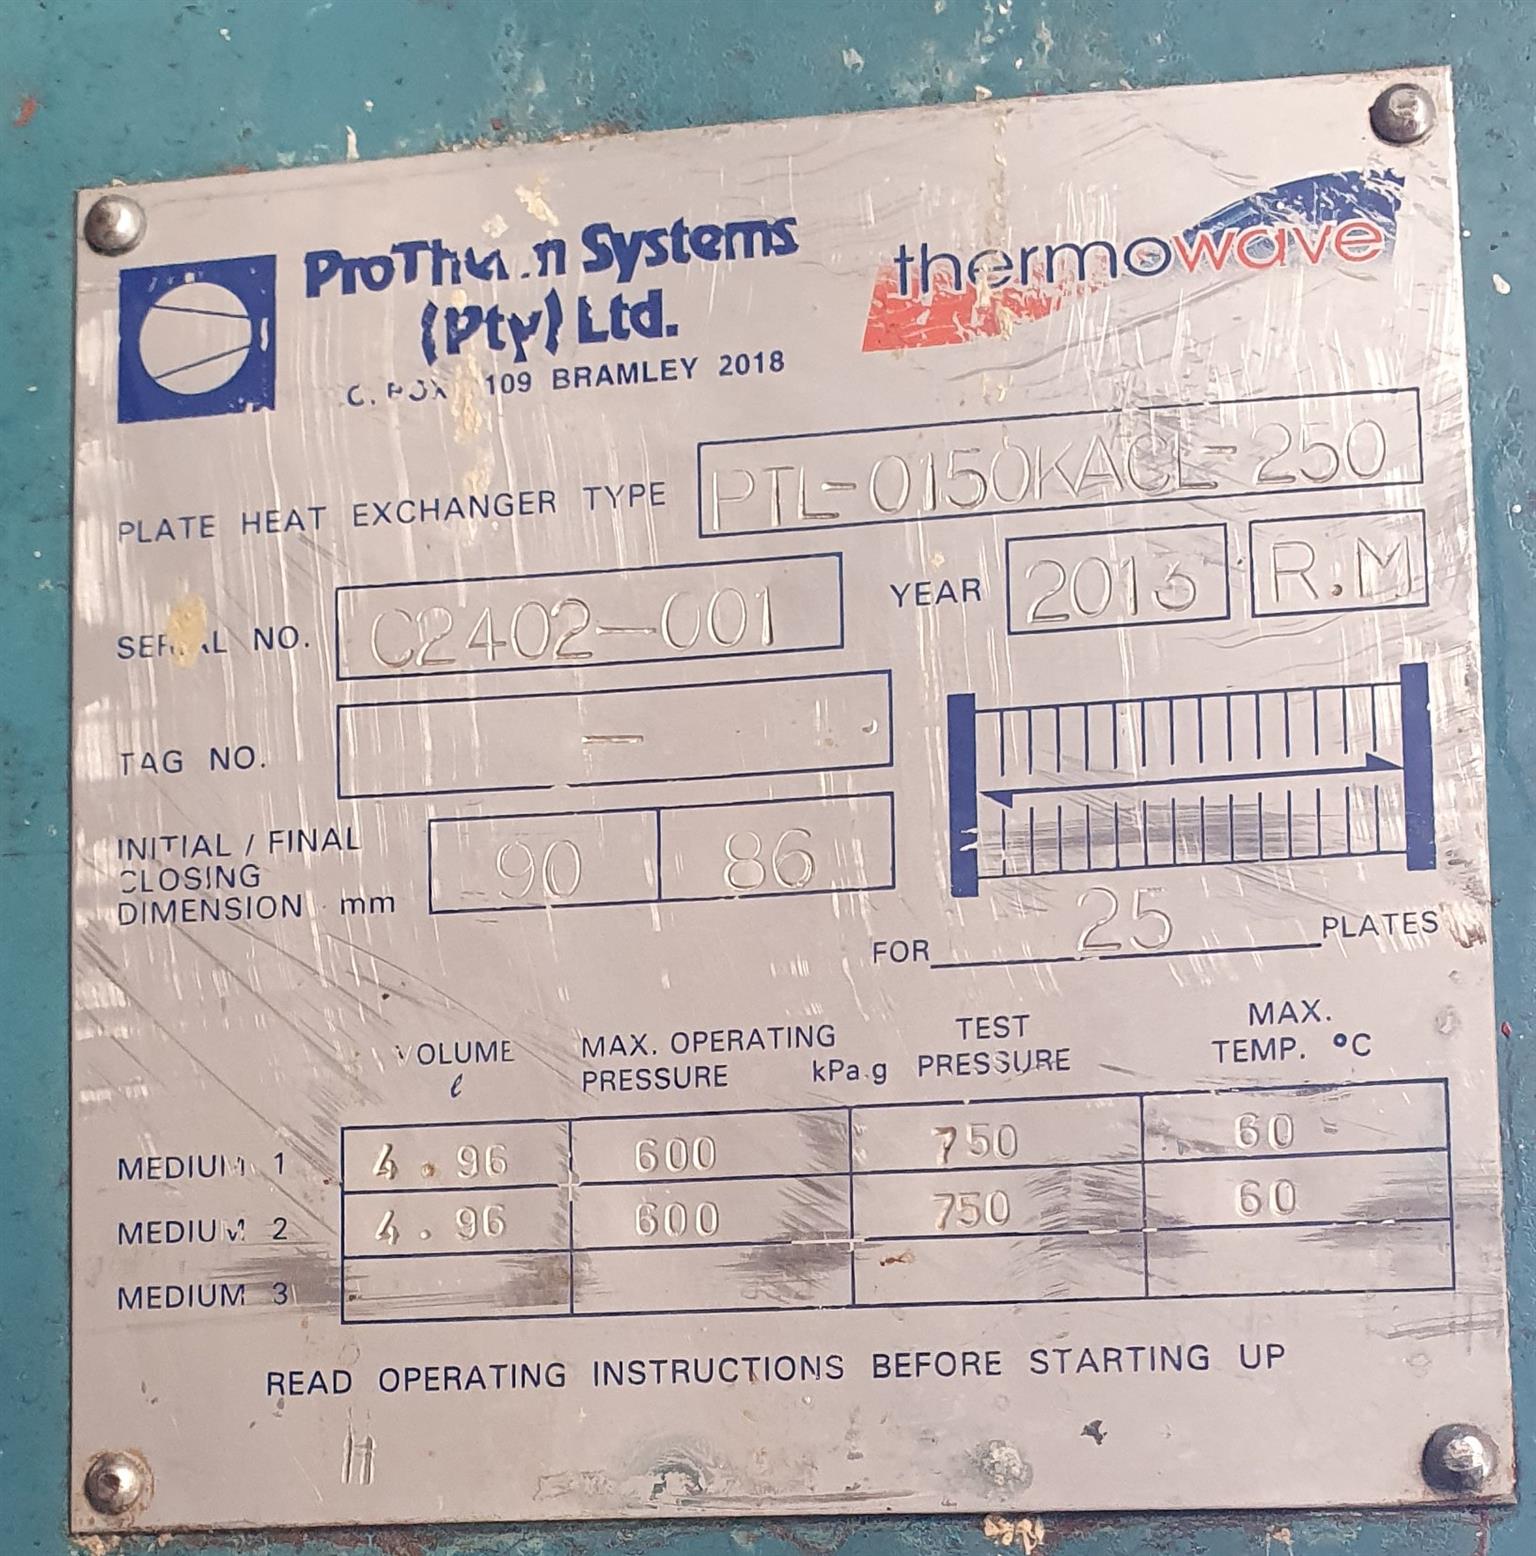 Systems
thermowave
(Pty) Ltd.
109 BRAMLEY 2018
PLATE HEAT EXCHANGER TYPE PTL-0150KACL-250
SERIAL NO. C2402-001 YEAR 2013 R.M
TAG NO. -
INITIAL / FINAL
CLOSING
DIMENSION mm 90 86
FOR 25 PLATES
VOLUME ℓ MAX. OPERATING PRESSURE kPa.g TEST PRESSURE MAX. TEMP. °C
MEDIUM 1 4.96 600 750 60
MEDIUM 2 4.96 600 750 60
MEDIUM 3
READ OPERATING INSTRUCTIONS BEFORE STARTING UP